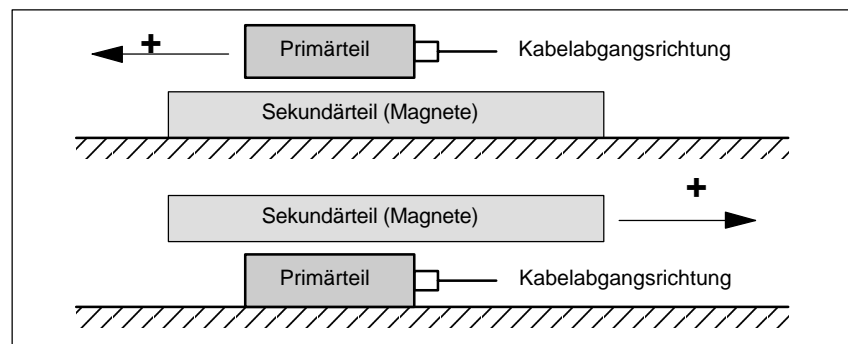 +
Primärteil
Kabelabgangsrichtung
Sekundärteil (Magnete)
+
Sekundärteil (Magnete)
Primärteil
Kabelabgangsrichtung